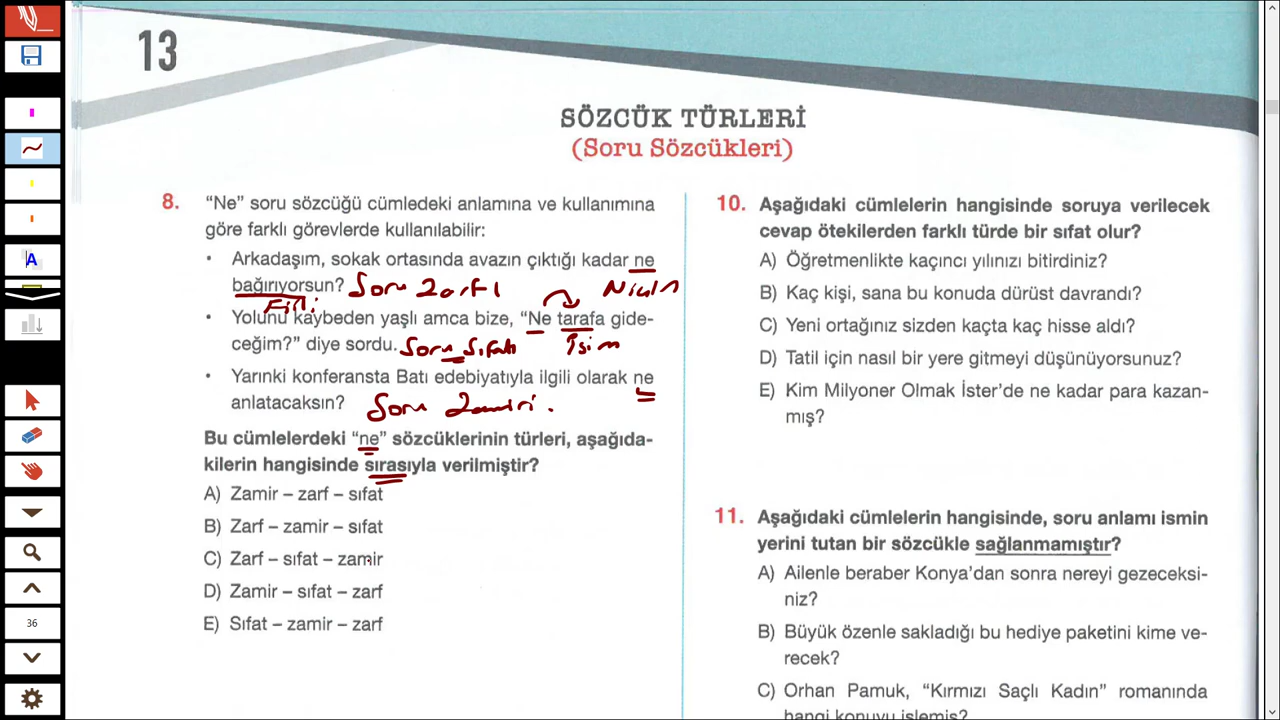 13
SÖZCÜK TÜRLERİ
(Soru Sözcükleri)
8. "Ne" soru sözcüğü cümledeki anlamına ve kullanımına
göre farklı görevlerde kullanılabilir:
• Arkadaşım, sokak ortasında avazın çıktığı kadar ne
bağırıyorsun? Soru Zarfı Niçin
Fiil
• Yolunu kaybeden yaşlı amca bize, "Ne tarafa gide-
ceğim?" diye sordu. Soru Sıfatı İsim
• Yarınki konferansta Batı edebiyatıyla ilgili olarak ne
anlatacaksın? Soru Zamiri.
Bu cümlelerdeki "ne" sözcüklerinin türleri, aşağıda-
kilerin hangisinde sırasıyla verilmiştir?
A) Zamir – zarf – sıfat
B) Zarf – zamir – sıfat
C) Zarf – sıfat – zamir
D) Zamir – sıfat – zarf
E) Sıfat – zamir – zarf
10. Aşağıdaki cümlelerin hangisinde soruya verilecek
cevap ötekilerden farklı türde bir sıfat olur?
A) Öğretmenlikte kaçıncı yılınızı bitirdiniz?
B) Kaç kişi, sana bu konuda dürüst davrandı?
C) Yeni ortağınız sizden kaçta kaç hisse aldı?
D) Tatil için nasıl bir yere gitmeyi düşünüyorsunuz?
E) Kim Milyoner Olmak İster'de ne kadar para kazan-
mış?
11. Aşağıdaki cümlelerin hangisinde, soru anlamı ismin
yerini tutan bir sözcükle sağlanmamıştır?
A) Ailenle beraber Konya'dan sonra nereyi gezeceksi-
niz?
B) Büyük özenle sakladığı bu hediye paketini kime ve-
recek?
C) Orhan Pamuk, "Kırmızı Saçlı Kadın" romanında
hangi konuyu işlemiş?
A
36